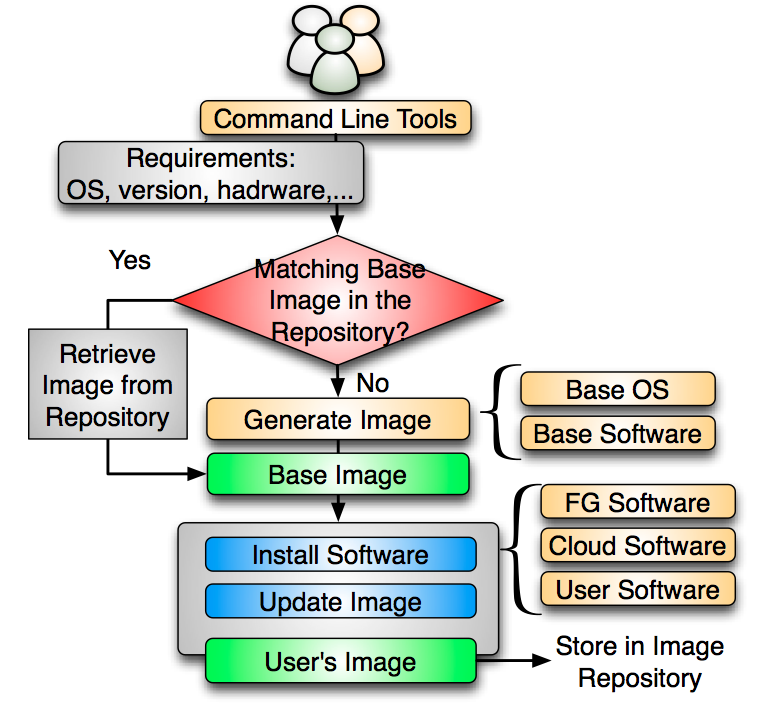 Command Line Tools
Requirements:
OS, version, hadrware,...
Yes
Matching Base
Image in the
Repository?
Retrieve
Image from
Repository
No
Generate Image
Base OS
Base Software
Base Image
FG Software
Cloud Software
User Software
Install Software
Update Image
User's Image
Store in Image
Repository